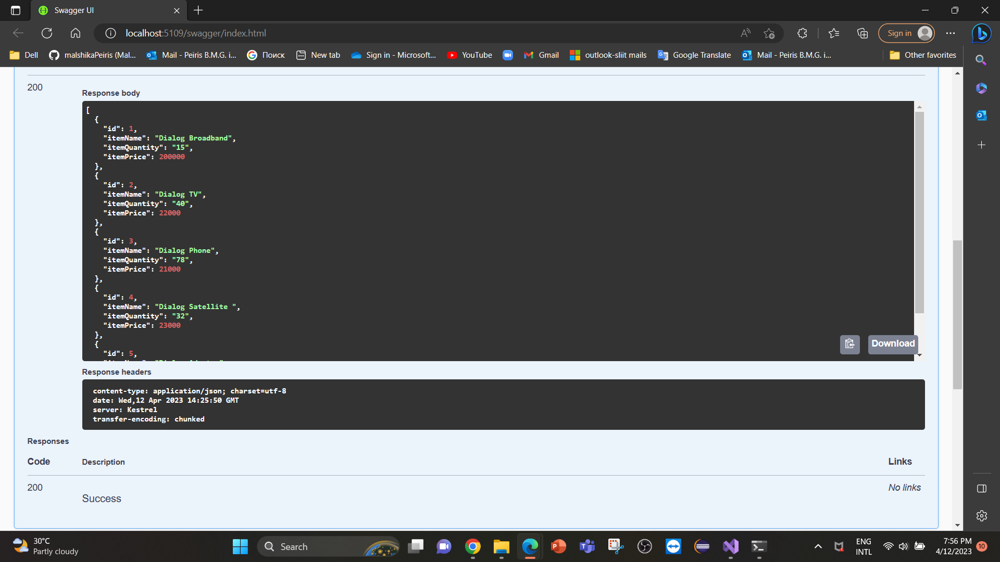 Swagger UI
localhost:5109/swagger/index.html
Sign in
Dell
malshikaPeiris (Mal...
Mail - Peiris B.M.G. i...
Поиск
New tab
Sign in - Microsoft...
YouTube
Gmail
outlook-sliit mails
Google Translate
Mail - Peiris B.M.G. i...
Other favorites
200
Response body
[
{
"id": 1,
"itemName": "Dialog Broadband",
"itemQuantity": "15",
"itemPrice": 200000
},
{
"id": 2,
"itemName": "Dialog TV",
"itemQuantity": "40",
"itemPrice": 22000
},
{
"id": 3,
"itemName": "Dialog Phone",
"itemQuantity": "78",
"itemPrice": 21000
},
{
"id": 4,
"itemName": "Dialog Satellite ",
"itemQuantity": "32",
"itemPrice": 23000
},
{
"id": 5,
Download
Response headers
content-type: application/json; charset=utf-8
date: Wed,12 Apr 2023 14:25:50 GMT
server: Kestrel
transfer-encoding: chunked
Responses
Code Description Links
200 No links
Success
30°C
Partly cloudy
Search
ENG
INTL
7:56 PM
4/12/2023
10